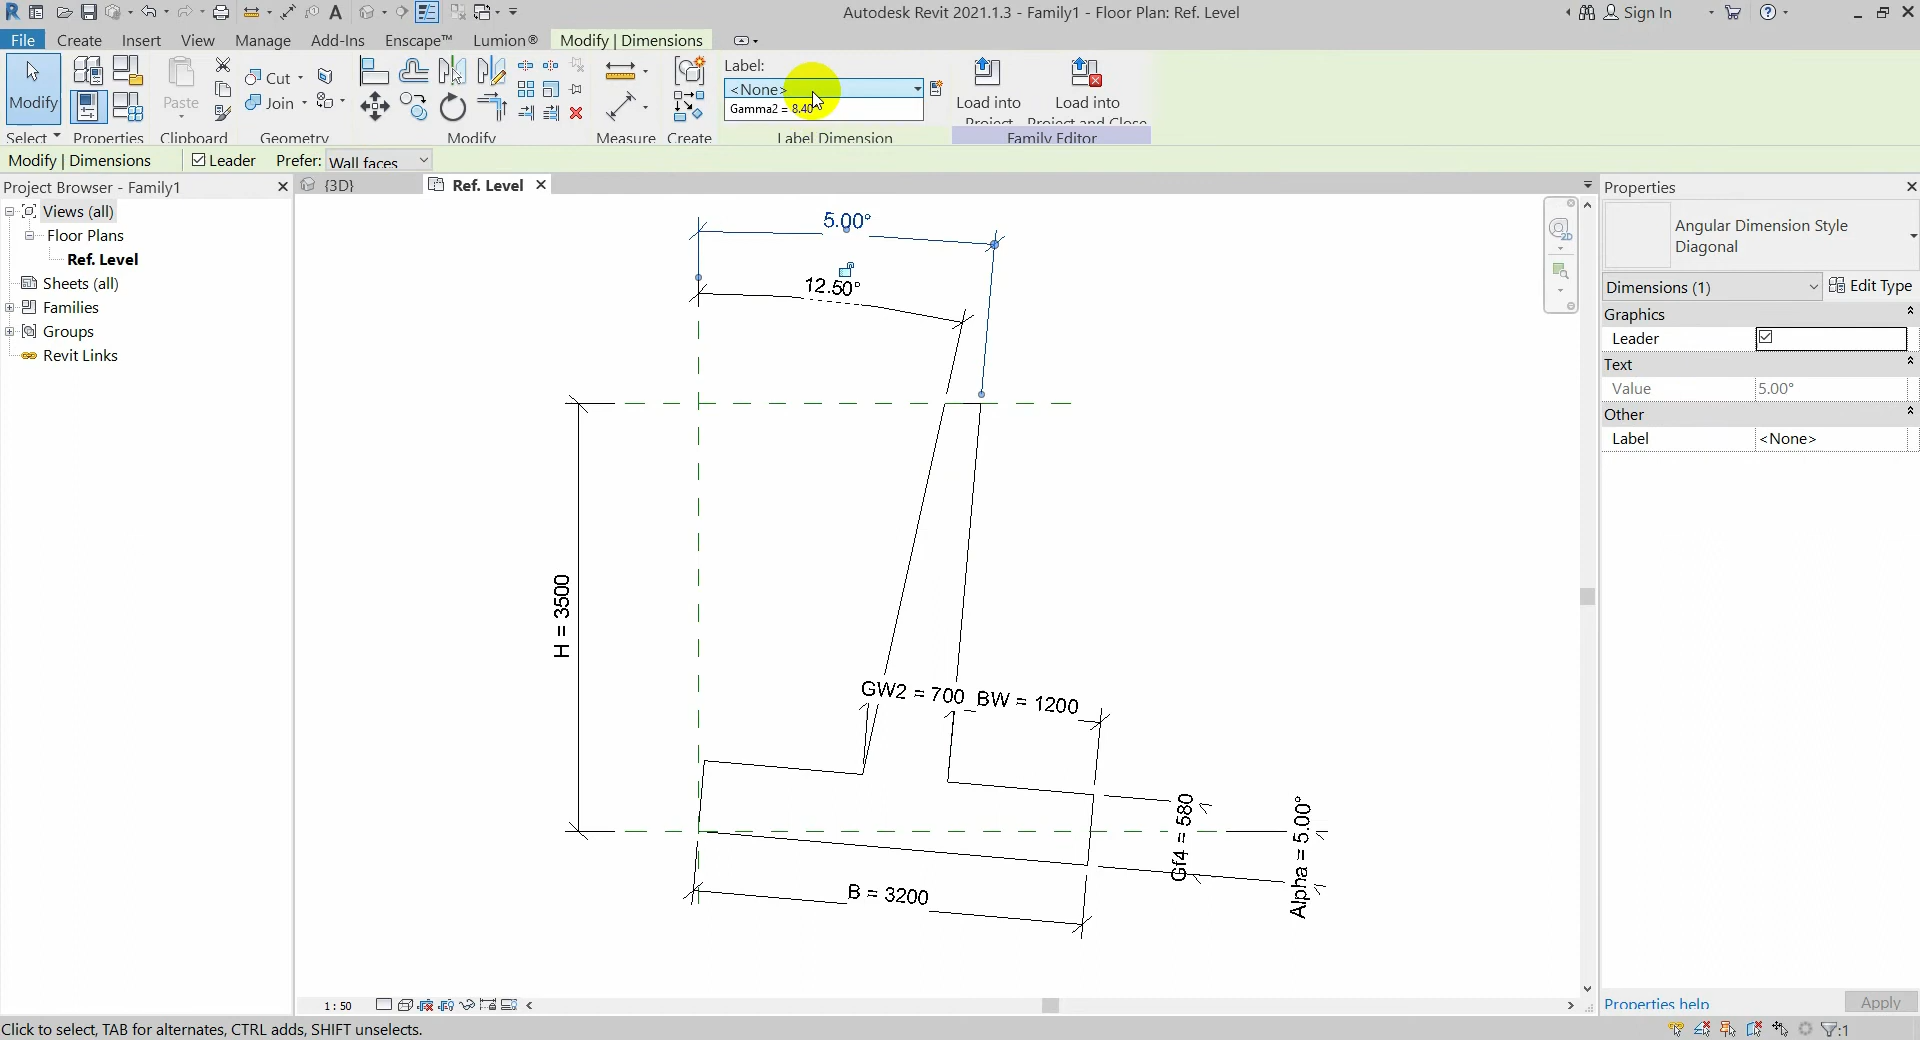 Autodesk Revit 2021.1.3 - Family1 - Floor Plan: Ref. Level
Sign In
File Create Insert View Manage Add-Ins Enscape™ Lumion® Modify | Dimensions
Label:
<None>
Gamma2 = 8.40
Modify
Paste
Cut
Join
Load into
Project
Load into
Project and Close
Select Properties Clipboard Geometry Modify Measure Create Label Dimension Family Editor
Modify | Dimensions Leader Prefer: Wall faces
Project Browser - Family1
{3D}
Ref. Level
Properties
Views (all)
Floor Plans
Ref. Level
Sheets (all)
Families
Groups
Revit Links
5.00°
12.50°
H = 3500
GW2 = 700
BW = 1200
Gf4 = 580
Alpha = 5.00°
B = 3200
2D
Angular Dimension Style
Diagonal
Dimensions (1)
Edit Type
Graphics
Leader
Text
Value 5.00°
Other
Label <None>
1 : 50
Properties help
Apply
Click to select, TAB for alternates, CTRL adds, SHIFT unselects.
:1